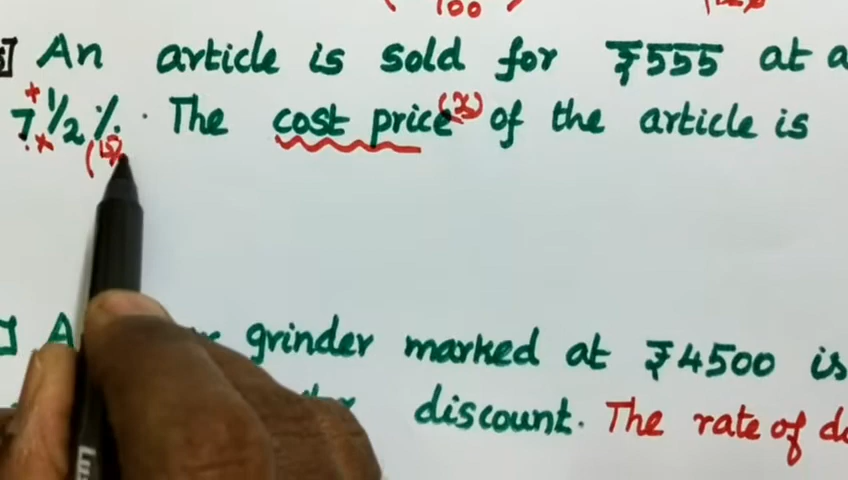 100
An article is sold for ₹555 at a
7 1/2 %. The cost price (x) of the article is
(15
grinder marked at ₹4500 is
discount. The rate of